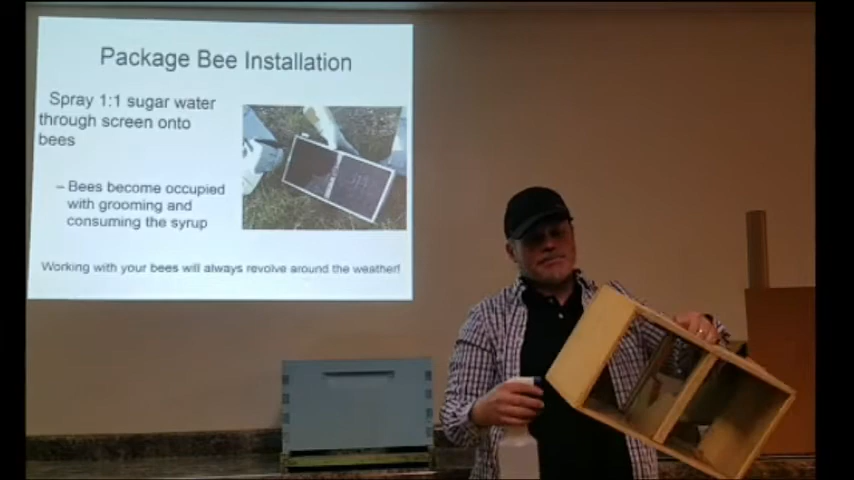 Package Bee Installation
Spray 1:1 sugar water
through screen onto
bees
– Bees become occupied
with grooming and
consuming the syrup
Working with your bees will always revolve around the weather!